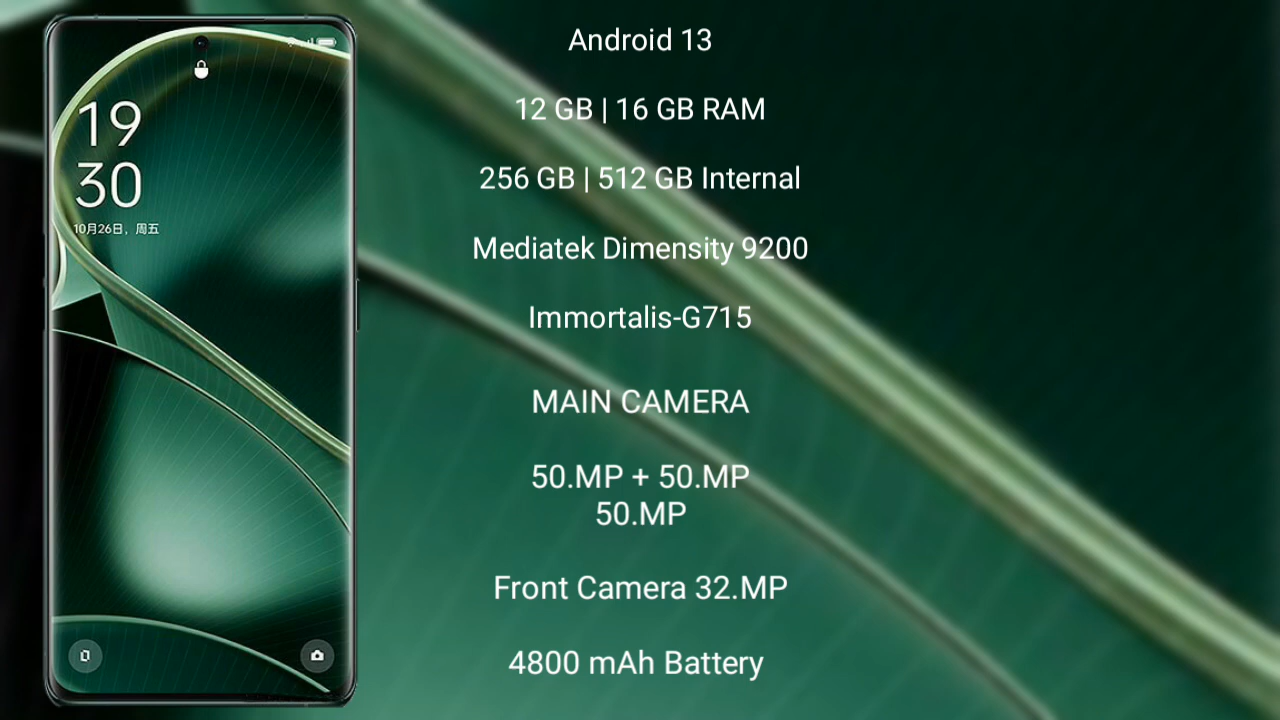 19
30
10月26日，周五
Android 13
12 GB | 16 GB RAM
256 GB | 512 GB Internal
Mediatek Dimensity 9200
Immortalis-G715
MAIN CAMERA
50.MP + 50.MP
50.MP
Front Camera 32.MP
4800 mAh Battery